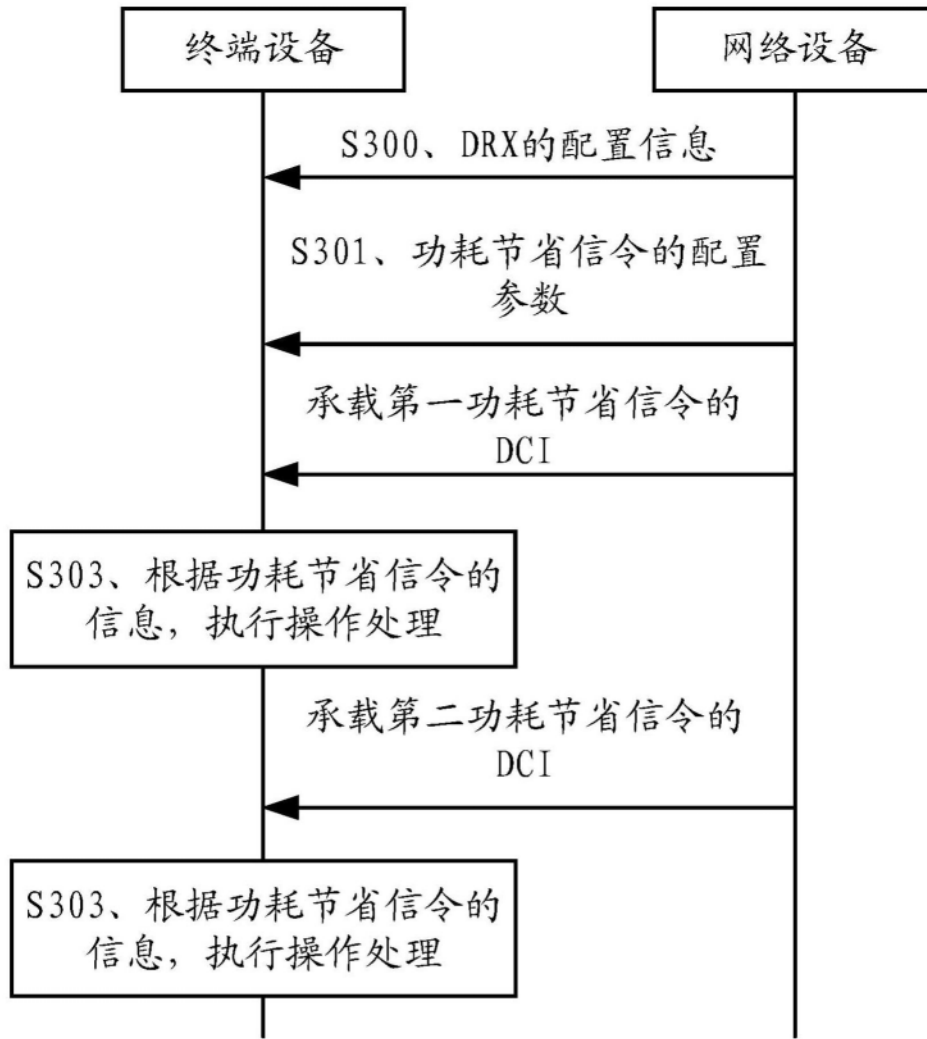 终端设备
网络设备
S300、DRX的配置信息
S301、功耗节省信令的配置
参数
承载第一功耗节省信令的
DCI
S303、根据功耗节省信令的
信息，执行操作处理
承载第二功耗节省信令的
DCI
S303、根据功耗节省信令的
信息，执行操作处理